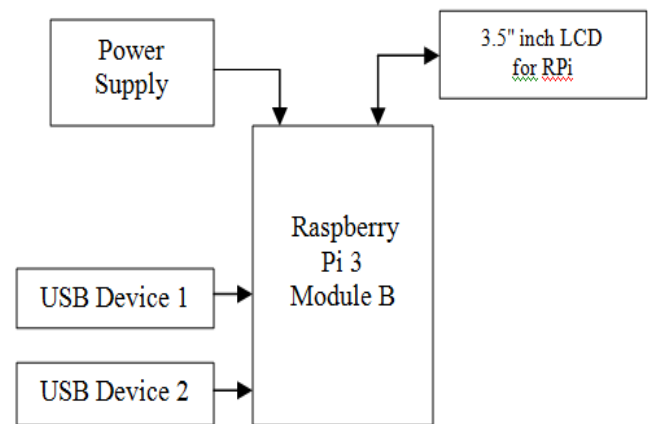 Power
Supply
3.5" inch LCD
for RPi
Raspberry
Pi 3
Module B
USB Device 1
USB Device 2